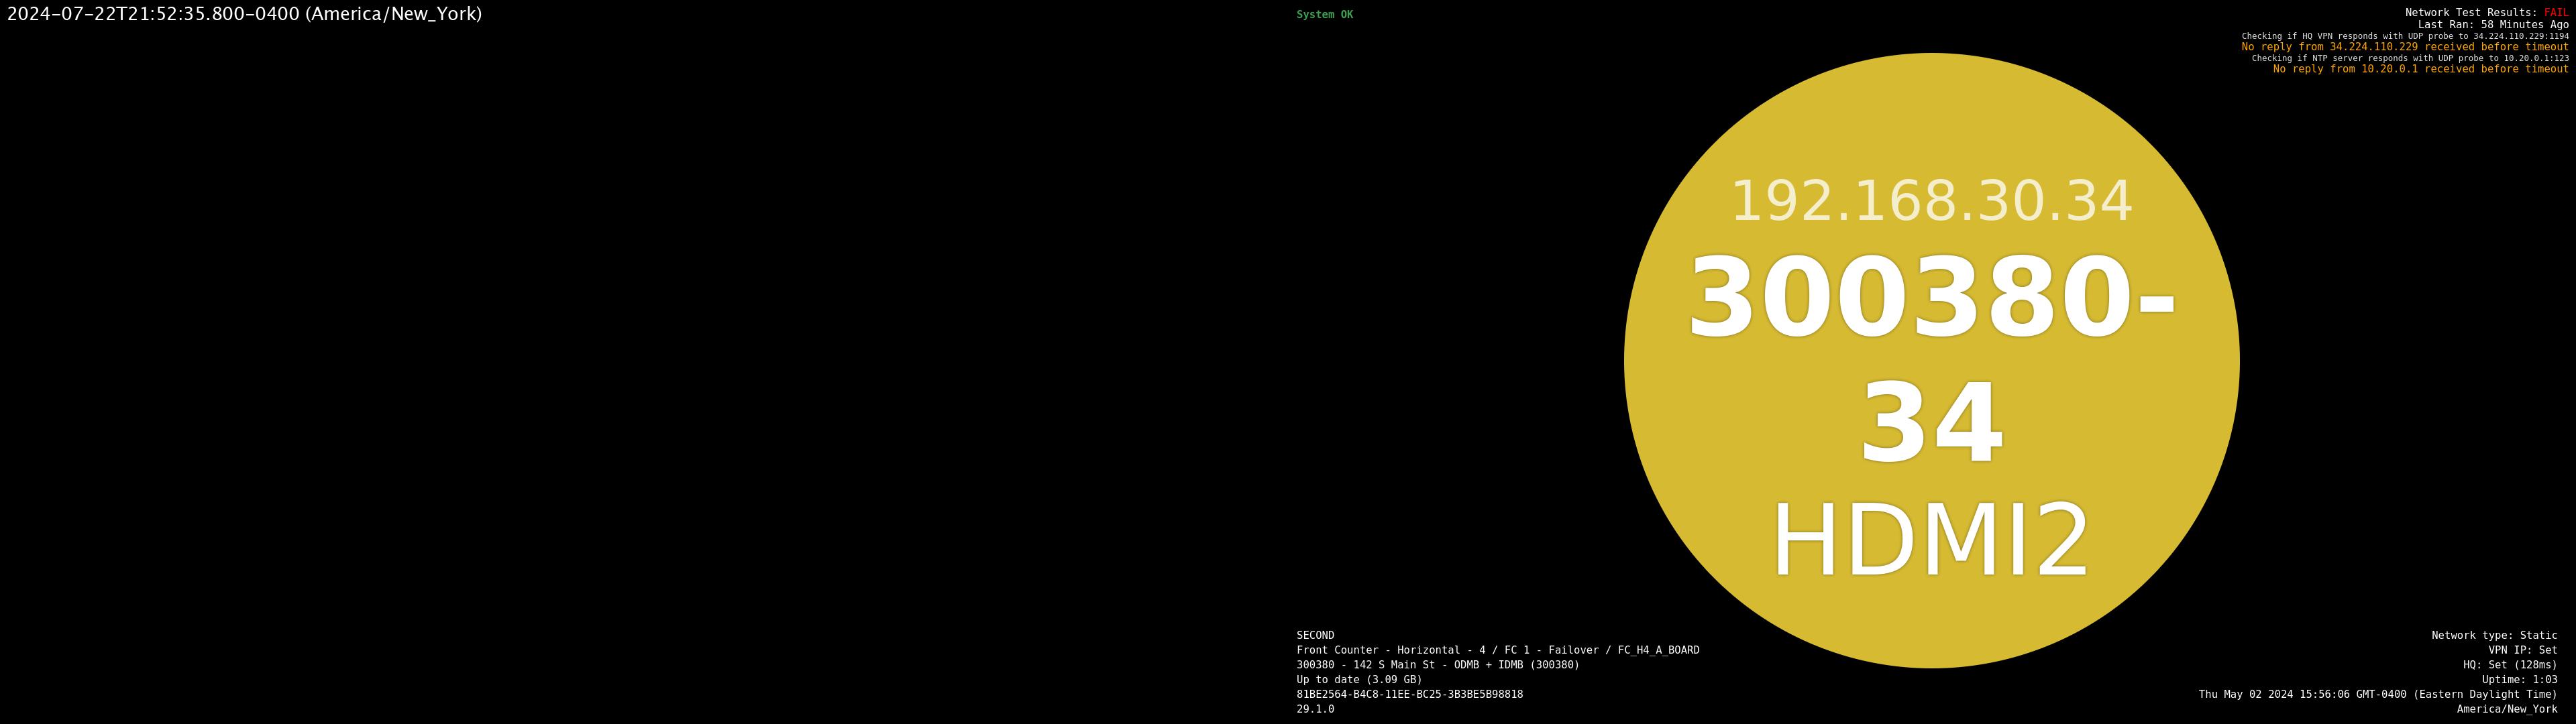 2024-07-22T21:52:35.800-0400 (America/New_York)
System OK
Network Test Results: FAIL
Last Ran: 58 Minutes Ago
Checking if HQ VPN responds with UDP probe to 34.224.110.229:1194
No reply from 34.224.110.229 received before timeout
Checking if NTP server responds with UDP probe to 10.20.0.1:123
No reply from 10.20.0.1 received before timeout
192.168.30.34
300380-
34
HDMI2
SECOND
Front Counter - Horizontal - 4 / FC 1 - Failover / FC_H4_A_BOARD
300380 - 142 S Main St - ODMB + IDMB (300380)
Up to date (3.09 GB)
81BE2564-B4C8-11EE-BC25-3B3BE5B98818
29.1.0
Network type: Static
VPN IP: Set
HQ: Set (128ms)
Uptime: 1:03
Thu May 02 2024 15:56:06 GMT-0400 (Eastern Daylight Time)
America/New_York